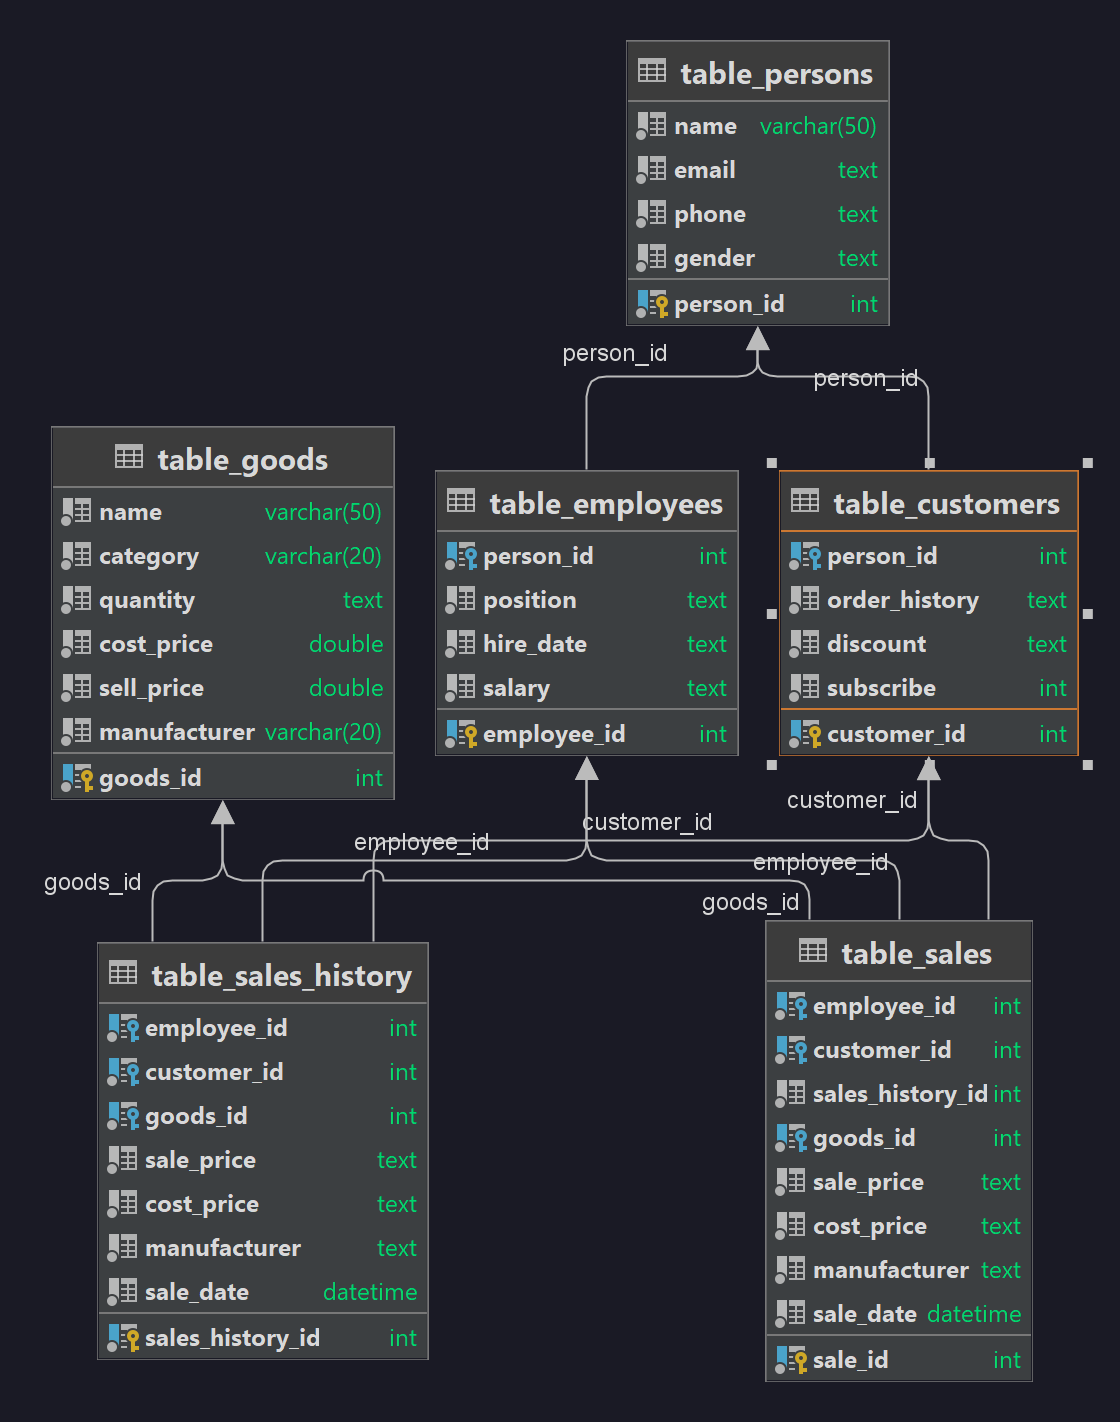 table_persons
name varchar(50)
email text
phone text
gender text
person_id int
person_id
person_id
table_goods
name varchar(50)
category varchar(20)
quantity text
cost_price double
sell_price double
manufacturer varchar(20)
goods_id int
table_employees
person_id int
position text
hire_date text
salary text
employee_id int
table_customers
person_id int
order_history text
discount text
subscribe int
customer_id int
customer_id
customer_id
employee_id
employee_id
goods_id
goods_id
table_sales_history
employee_id int
customer_id int
goods_id int
sale_price text
cost_price text
manufacturer text
sale_date datetime
sales_history_id int
table_sales
employee_id int
customer_id int
sales_history_id int
goods_id int
sale_price text
cost_price text
manufacturer text
sale_date datetime
sale_id int